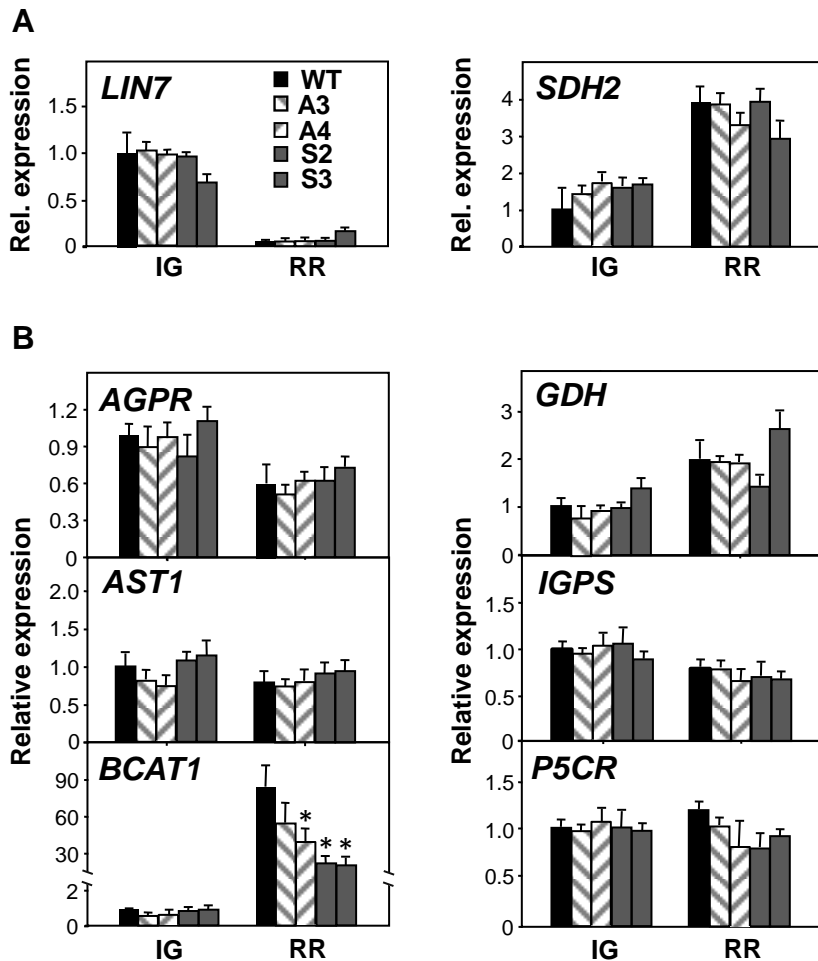 A
LIN7
WT
A3
A4
S2
S3
Rel. expression
1.5
1.0
0.5
0
IG RR
SDH2
Rel. expression
4
3
2
1
0
IG RR
B
Relative expression
AGPR
1.2
0.9
0.6
0.3
0
AST1
2.0
1.5
1.0
0.5
0
BCAT1
90
60
30
2
0
* * *
IG RR
Relative expression
GDH
3
2
1
0
IGPS
1.5
1.0
0.5
0
P5CR
1.5
1.0
0.5
0
IG RR